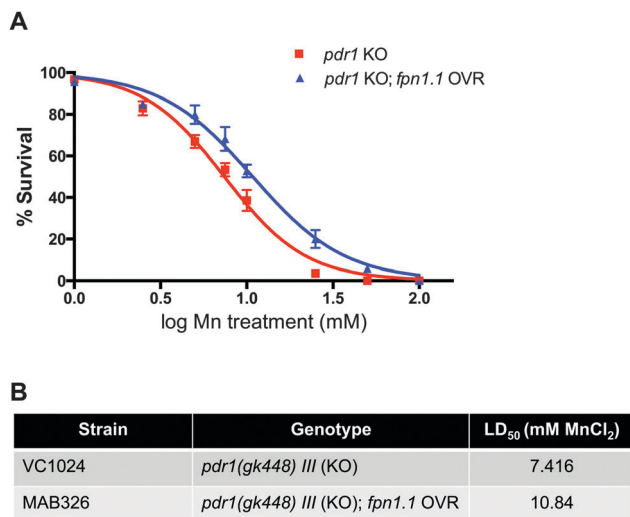 A
pdr1 KO
pdr1 KO; fpn1.1 OVR
100
80
60
40
20
0
% Survival
0.0 0.5 1.0 1.5 2.0
log Mn treatment (mM)
B
Strain Genotype LD50 (mM MnCl2)
VC1024 pdr1(gk448) III (KO) 7.416
MAB326 pdr1(gk448) III (KO); fpn1.1 OVR 10.84